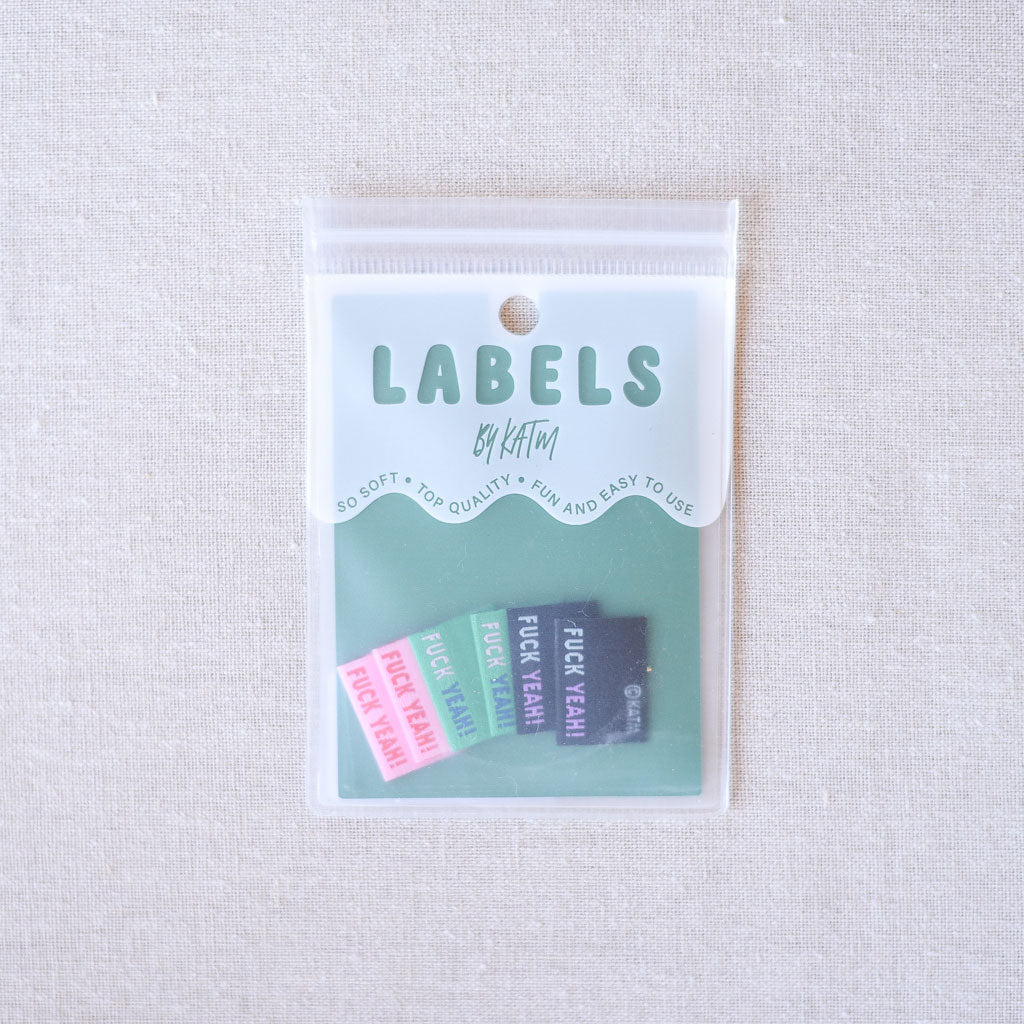 LABELS
BY KATM
SO SOFT • TOP QUALITY • FUN AND EASY TO USE
FUCK YEAH!
FUCK YEAH!
FUCK YEAH!
FUCK YEAH!
FUCK YEAH!
FUCK YEAH!
©KATM